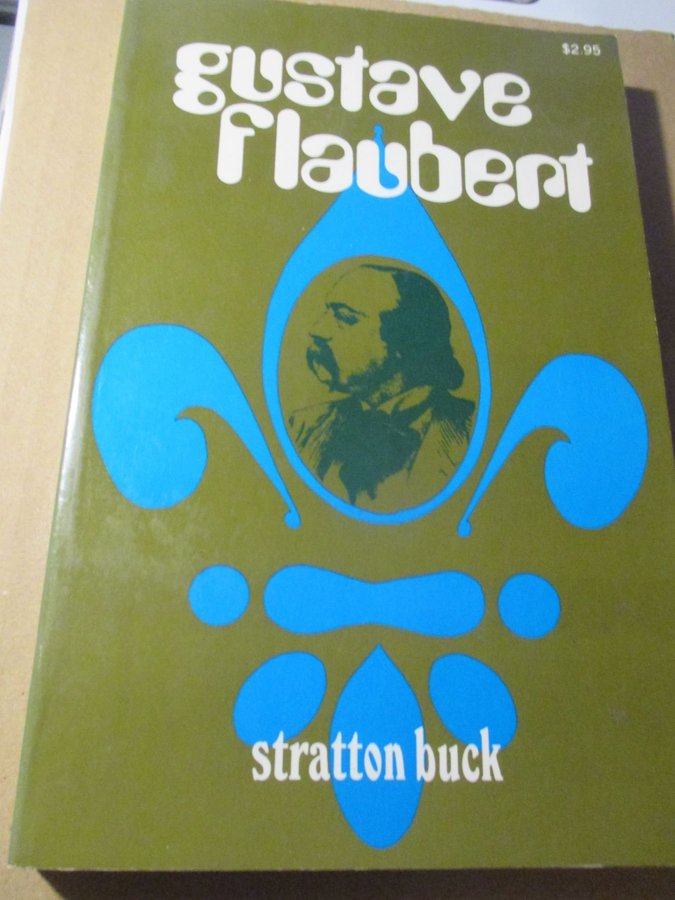 $2.95
gustave
flaubert
stratton buck